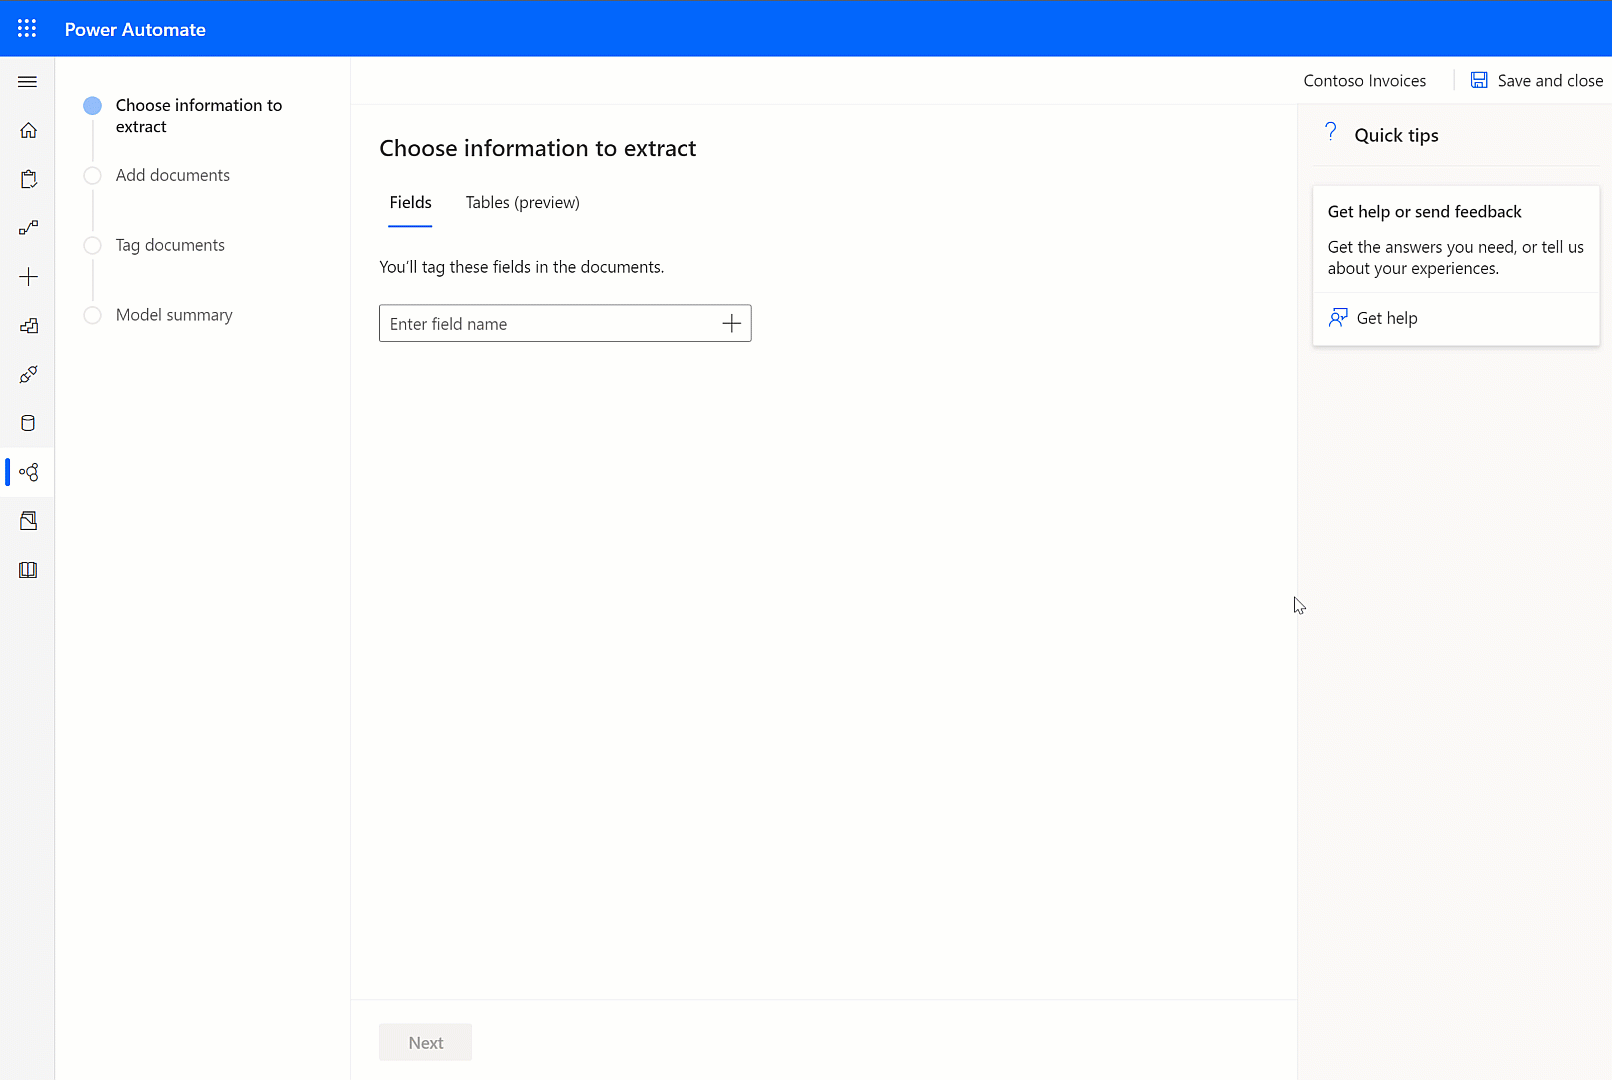 Power Automate
Contoso Invoices
Save and close
Choose information to
extract
Add documents
Tag documents
Model summary
Choose information to extract
Fields
Tables (preview)
You'll tag these fields in the documents.
Enter field name
Next
Quick tips
Get help or send feedback
Get the answers you need, or tell us
about your experiences.
Get help